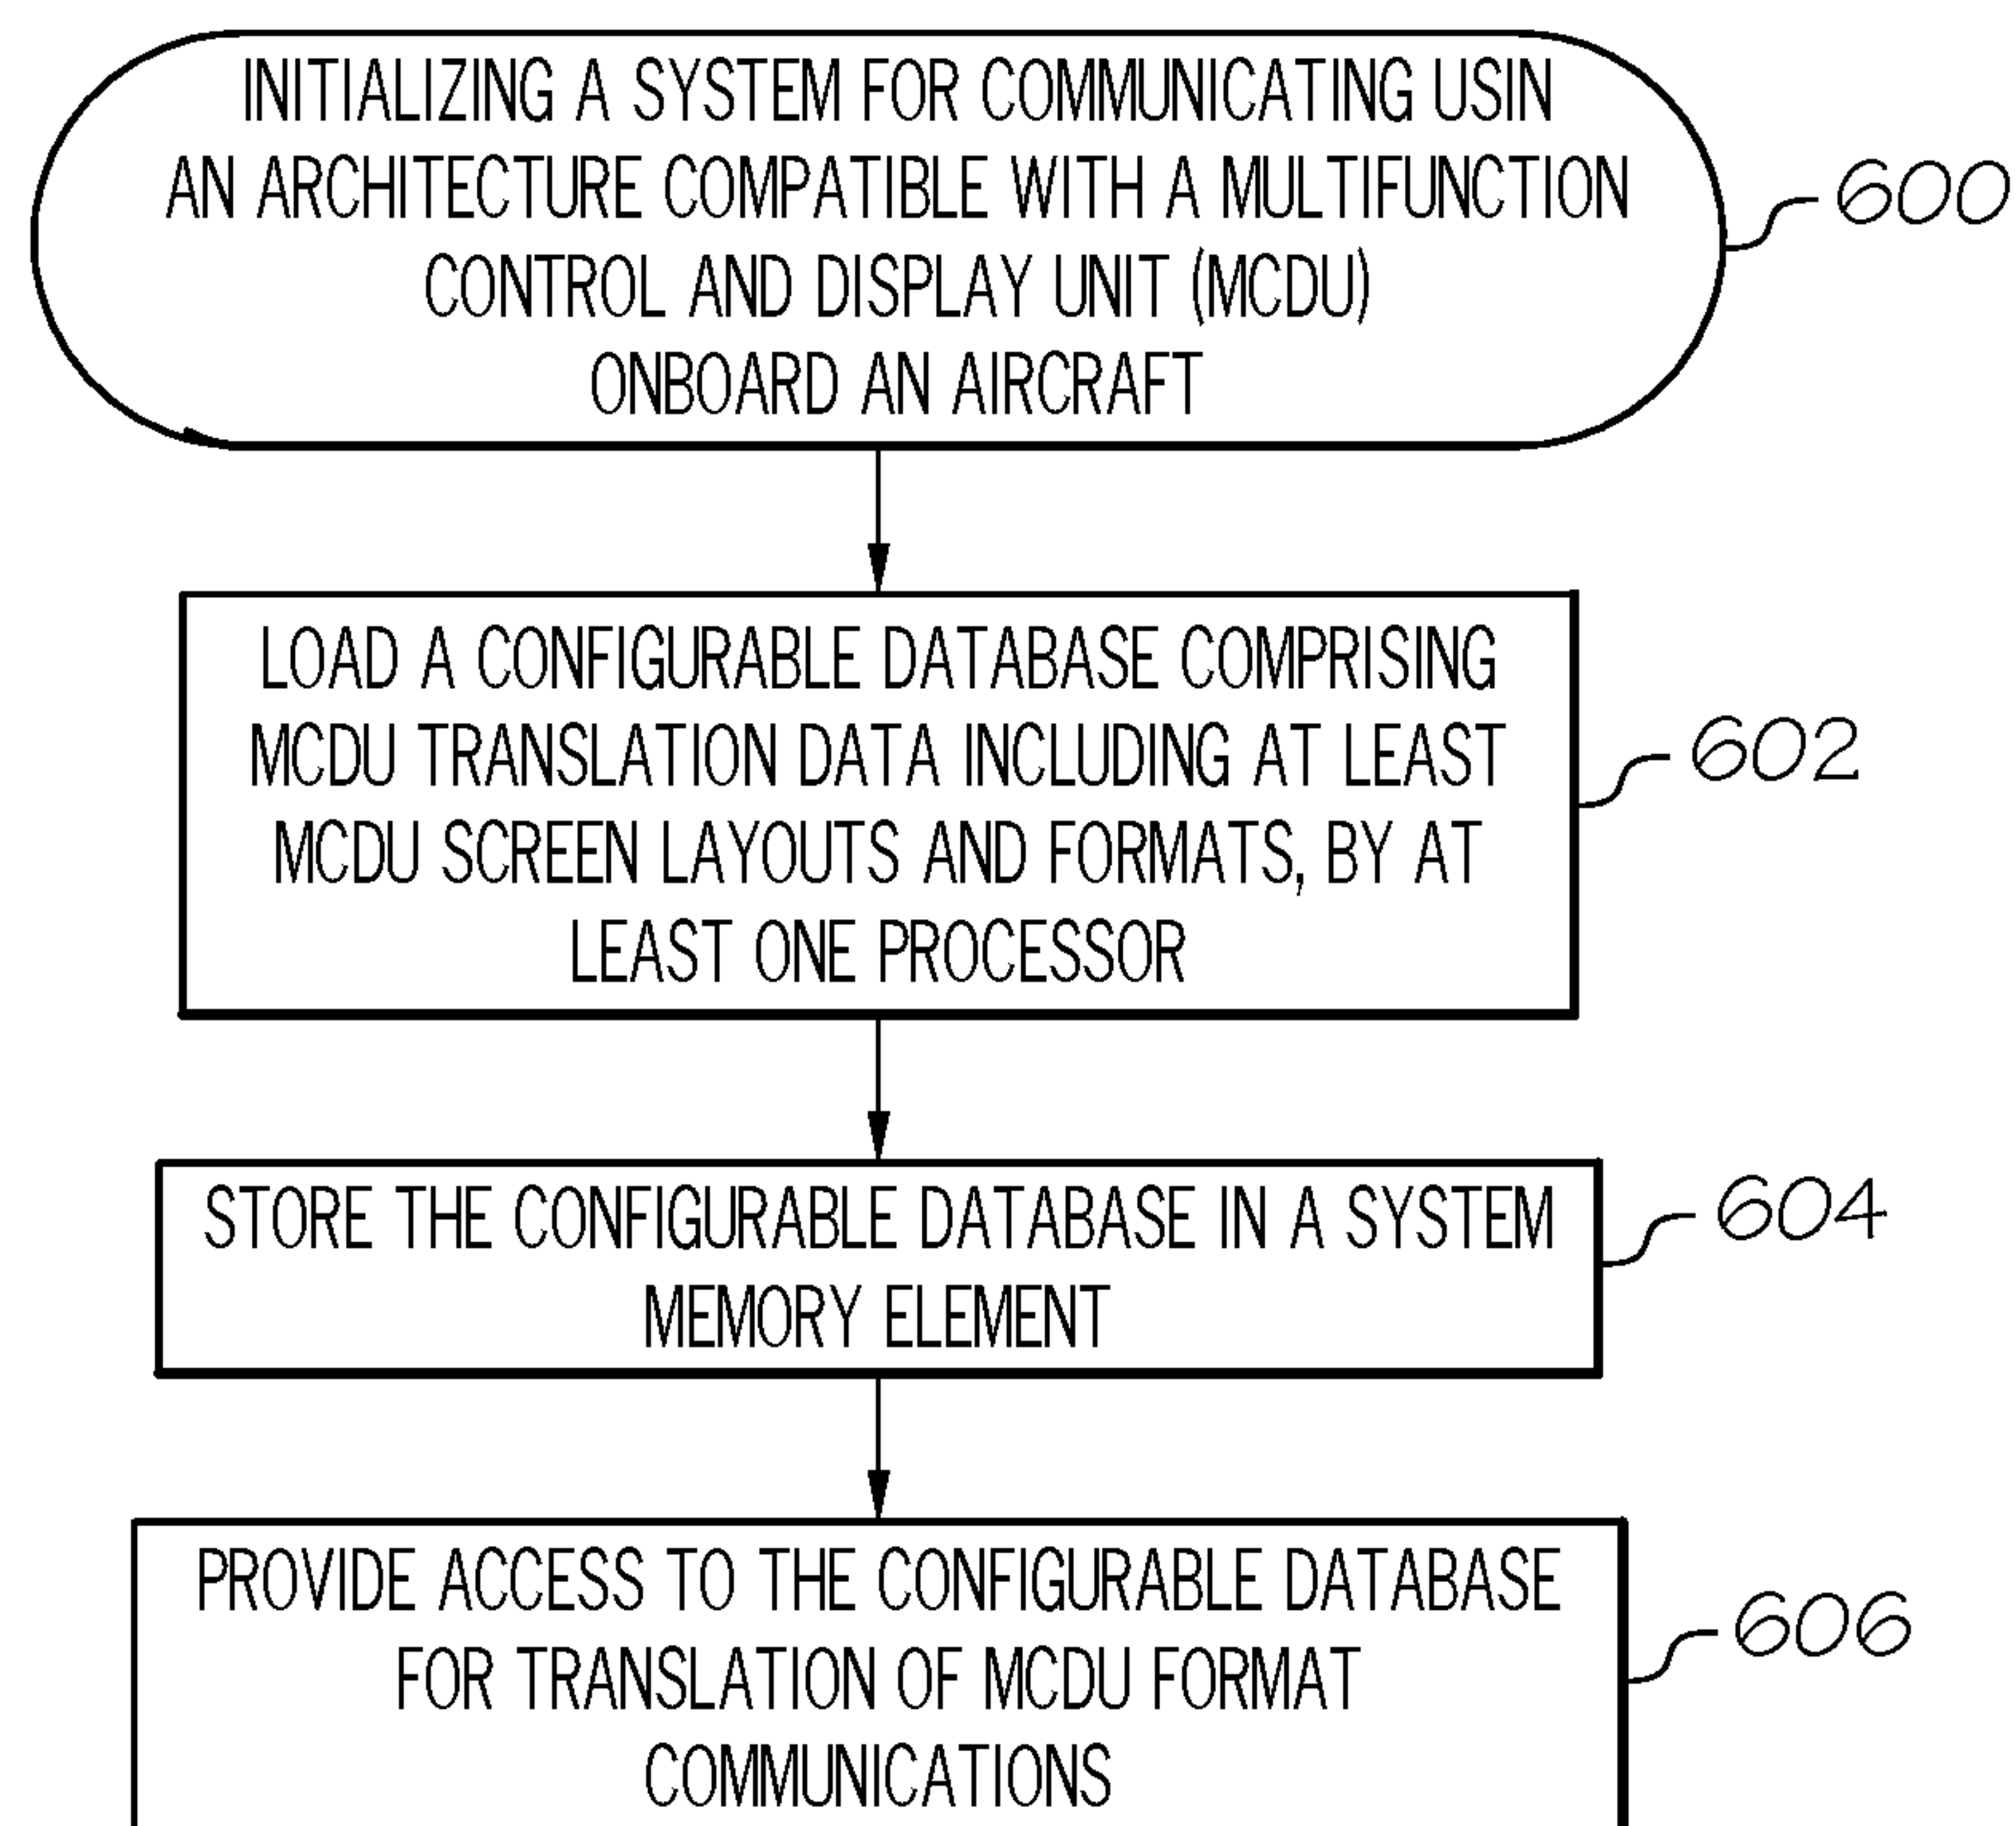 INITIALIZING A SYSTEM FOR COMMUNICATING USIN
AN ARCHITECTURE COMPATIBLE WITH A MULTIFUNCTION
CONTROL AND DISPLAY UNIT (MCDU)
ONBOARD AN AIRCRAFT
600
LOAD A CONFIGURABLE DATABASE COMPRISING
MCDU TRANSLATION DATA INCLUDING AT LEAST
MCDU SCREEN LAYOUTS AND FORMATS, BY AT
LEAST ONE PROCESSOR
602
STORE THE CONFIGURABLE DATABASE IN A SYSTEM
MEMORY ELEMENT
604
PROVIDE ACCESS TO THE CONFIGURABLE DATABASE
FOR TRANSLATION OF MCDU FORMAT
COMMUNICATIONS
606